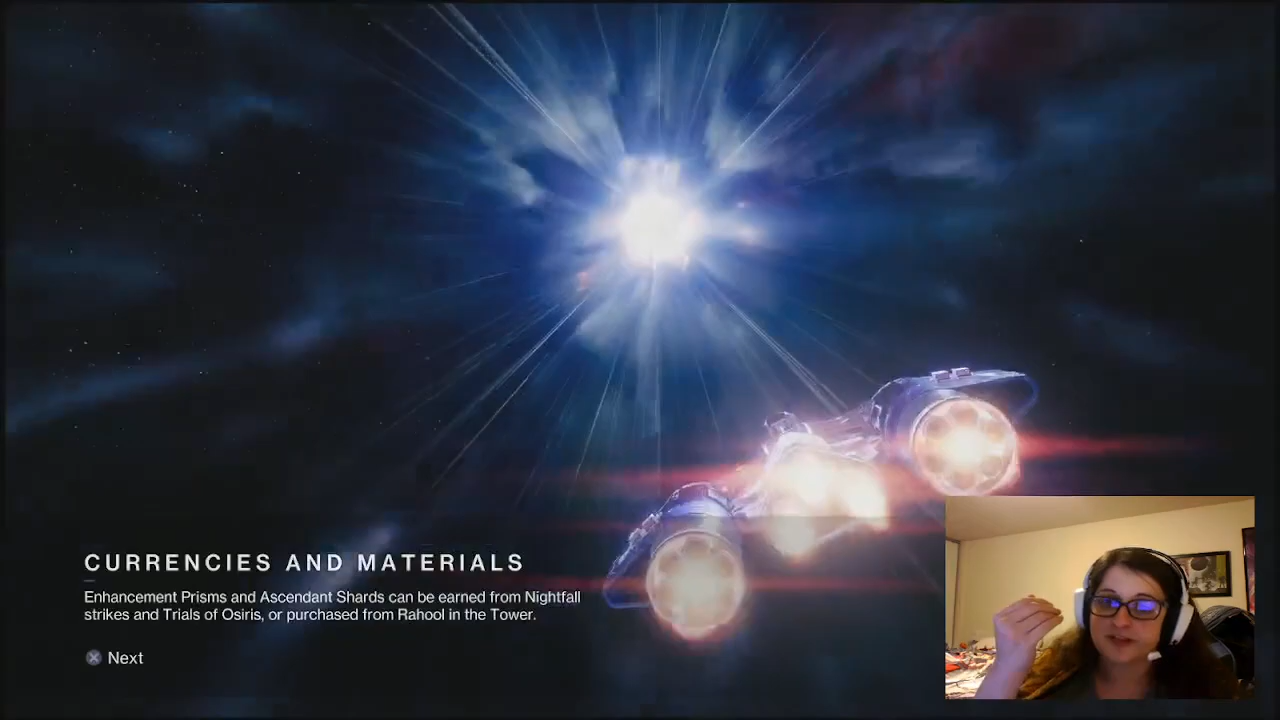 CURRENCIES AND MATERIALS
Enhancement Prisms and Ascendant Shards can be earned from Nightfall
strikes and Trials of Osiris, or purchased from Rahool in the Tower.
Next